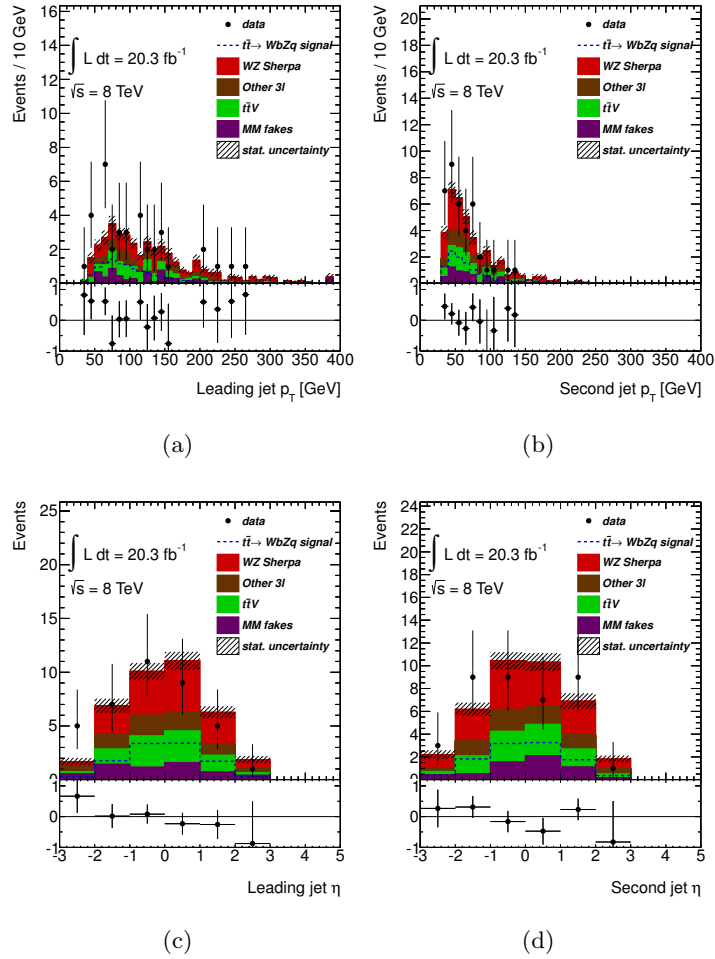 Events / 10 GeV
16
14
12
10
8
6
4
2
0
∫ L dt = 20.3 fb⁻¹
√s = 8 TeV
data
tt̄→ WbZq signal
WZ Sherpa
Other 3l
tt̄V
MM fakes
stat. uncertainty
1
0
-1
0 50 100 150 200 250 300 350 400
Leading jet p_T [GeV]
(a)
Events / 10 GeV
20
18
16
14
12
10
8
6
4
2
0
∫ L dt = 20.3 fb⁻¹
√s = 8 TeV
data
tt̄→ WbZq signal
WZ Sherpa
Other 3l
tt̄V
MM fakes
stat. uncertainty
1
0
-1
0 50 100 150 200 250 300 350 400
Second jet p_T [GeV]
(b)
Events
25
20
15
10
5
0
∫ L dt = 20.3 fb⁻¹
√s = 8 TeV
data
tt̄→ WbZq signal
WZ Sherpa
Other 3l
tt̄V
MM fakes
stat. uncertainty
1
0
-1
-3 -2 -1 0 1 2 3 4 5
Leading jet η
(c)
Events
24
22
20
18
16
14
12
10
8
6
4
2
0
∫ L dt = 20.3 fb⁻¹
√s = 8 TeV
data
tt̄→ WbZq signal
WZ Sherpa
Other 3l
tt̄V
MM fakes
stat. uncertainty
1
0
-1
-3 -2 -1 0 1 2 3 4 5
Second jet η
(d)